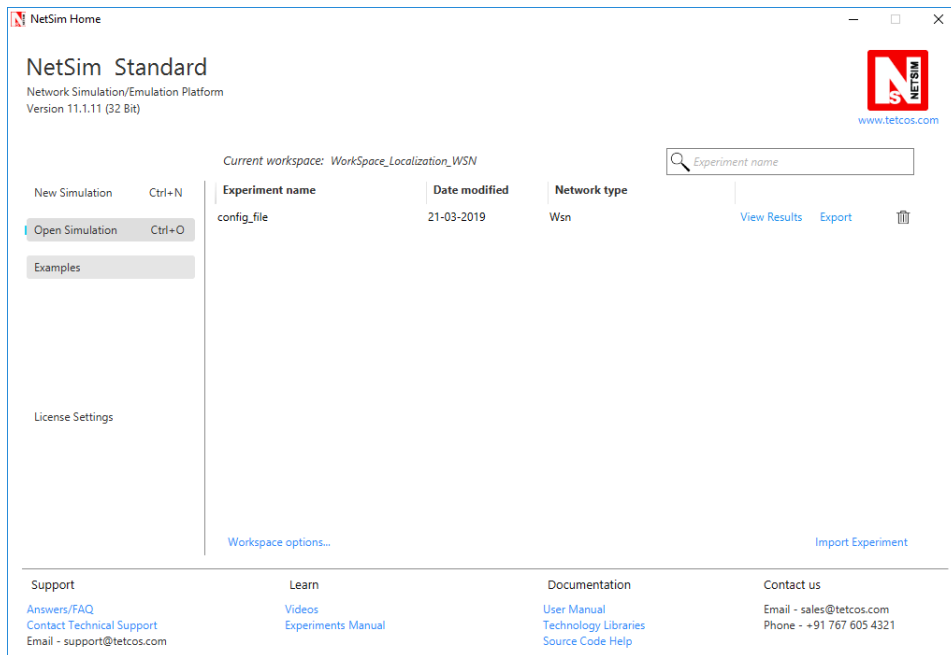 NetSim Home
NetSim Standard
Network Simulation/Emulation Platform
Version 11.1.11 (32 Bit)
NETSIM
Ns
www.tetcos.com
Current workspace: WorkSpace_Localization_WSN
Experiment name
New Simulation Ctrl+N
Open Simulation Ctrl+O
Examples
License Settings
Experiment name Date modified Network type
config_file 21-03-2019 Wsn View Results Export
Workspace options... Import Experiment
Support
Answers/FAQ
Contact Technical Support
Email - support@tetcos.com
Learn
Videos
Experiments Manual
Documentation
User Manual
Technology Libraries
Source Code Help
Contact us
Email - sales@tetcos.com
Phone - +91 767 605 4321